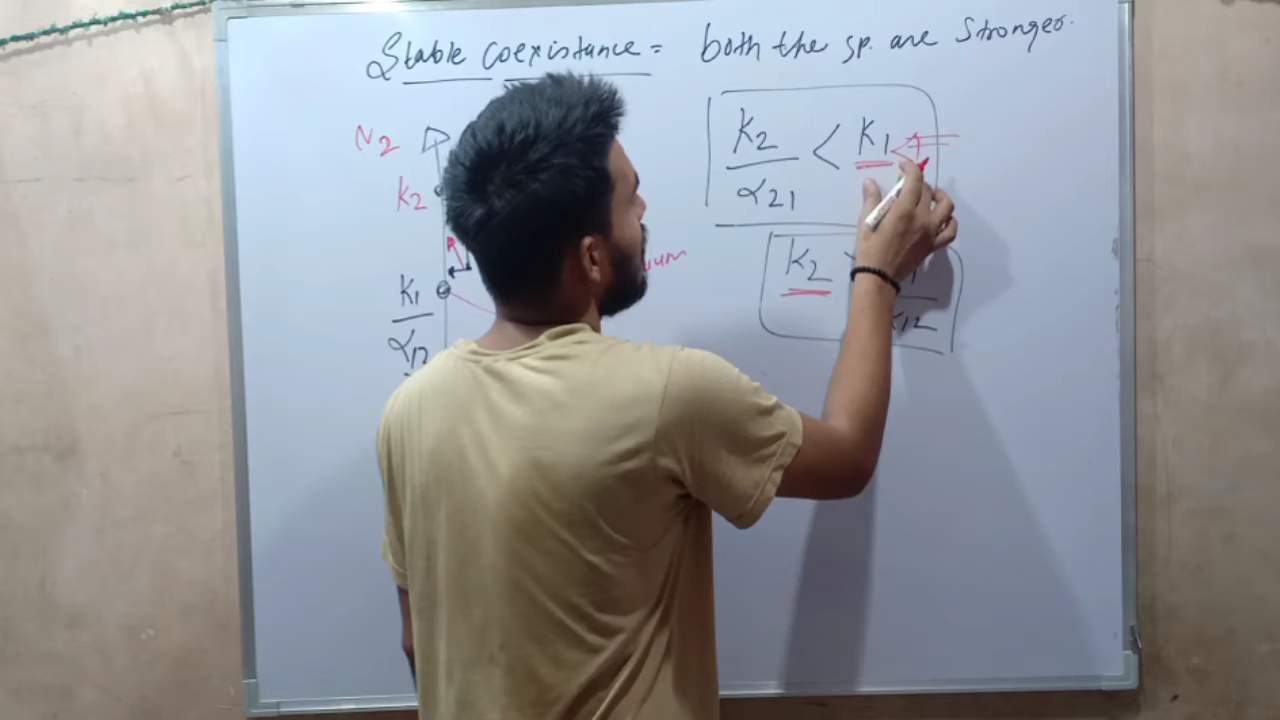 Stable coexistance = both the sp. are Stronger.
N2
K2
K1
α12
K2 < K1
α21
K2